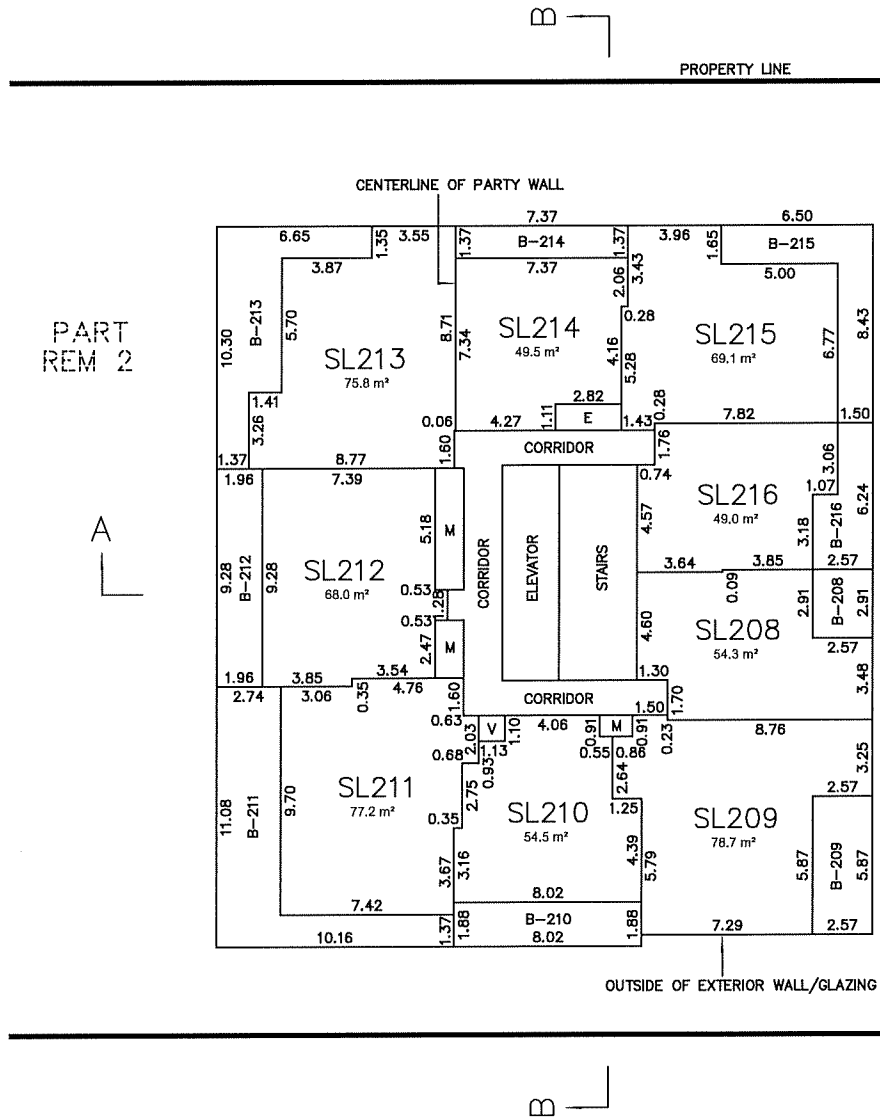 B
PROPERTY LINE
CENTERLINE OF PARTY WALL
7.37
6.50
6.65
1.35
3.55
1.37
B-214
1.37
3.96
1.65
B-215
3.87
7.37
2.06
3.43
5.00
PART
REM 2
10.30
B-213
5.70
SL213
75.8 m²
8.71
7.34
SL214
49.5 m²
4.16
5.28
0.28
SL215
69.1 m²
6.77
8.43
1.41
3.26
0.06
4.27
1.11
2.82
E
1.43
0.28
7.82
1.50
1.37
8.77
1.60
CORRIDOR
1.76
3.06
1.96
7.39
0.74
1.07
A
9.28
B-212
9.28
SL212
68.0 m²
5.18
M
CORRIDOR
ELEVATOR
STAIRS
4.57
SL216
49.0 m²
3.18
B-216
6.24
3.64
3.85
2.57
0.53
1.28
0.53
0.09
2.47
M
4.60
SL208
54.3 m²
2.91
B-208
2.91
2.57
1.96
3.85
3.54
1.30
3.48
2.74
3.06
0.35
4.76
1.60
CORRIDOR
1.50
1.70
0.63
2.03
V
1.10
4.06
0.91
M
0.91
0.23
8.76
0.68
1.13
0.93
0.55
0.86
3.25
11.08
B-211
9.70
SL211
77.2 m²
2.75
2.64
2.57
0.35
SL210
54.5 m²
1.25
SL209
78.7 m²
3.67
3.16
4.39
5.79
5.87
B-209
5.87
7.42
8.02
1.37
1.88
B-210
1.88
7.29
2.57
10.16
8.02
OUTSIDE OF EXTERIOR WALL/GLAZING
B